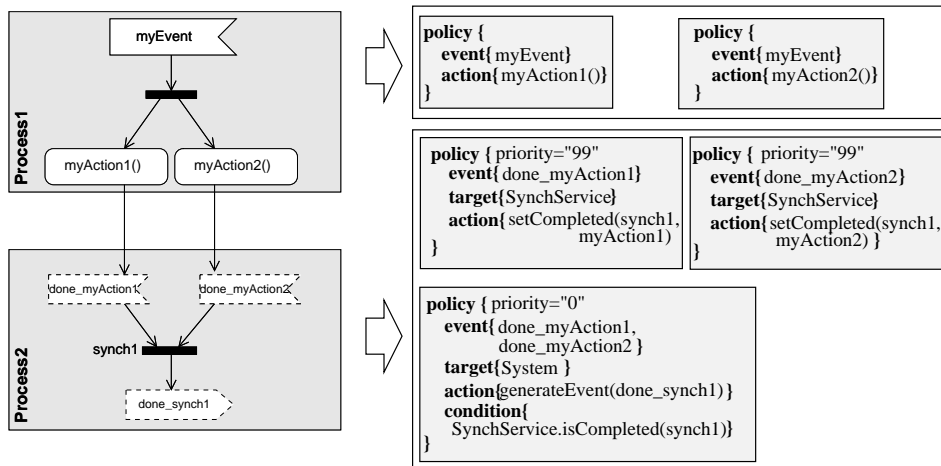 myEvent
Process1
myAction1()
myAction2()
policy {
event{ myEvent}
action{ myAction1()}
}
policy {
event{ myEvent}
action{ myAction2()}
}
Process2
done_myAction1
done_myAction2
synch1
done_synch1
policy { priority="99"
event{ done_myAction1}
target{SynchService}
action{ setCompleted(synch1,
myAction1)
}
policy { priority="99"
event{ done_myAction2}
target{SynchService}
action{ setCompleted(synch1,
myAction2) }
}
policy { priority="0"
event{ done_myAction1,
done_myAction2 }
target{System }
action{generateEvent(done_synch1) }
condition{
SynchService.isCompleted(synch1)}
}